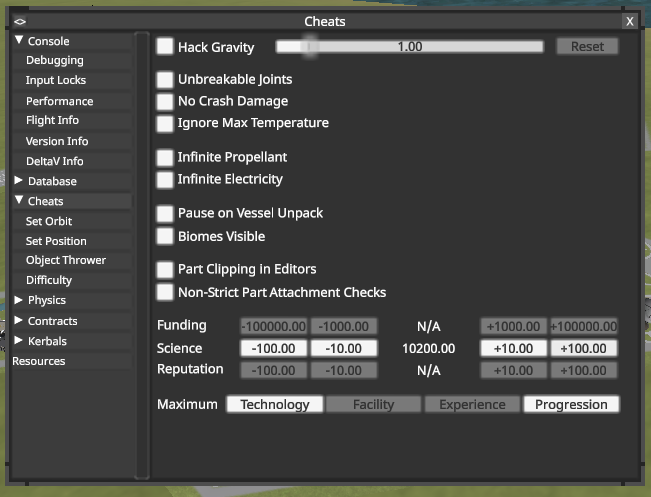 <> Cheats X
Console
Debugging
Input Locks
Performance
Flight Info
Version Info
DeltaV Info
Database
Cheats
Set Orbit
Set Position
Object Thrower
Difficulty
Physics
Contracts
Kerbals
Resources
Hack Gravity 1.00 Reset
Unbreakable Joints
No Crash Damage
Ignore Max Temperature
Infinite Propellant
Infinite Electricity
Pause on Vessel Unpack
Biomes Visible
Part Clipping in Editors
Non-Strict Part Attachment Checks
Funding -100000.00 -1000.00 N/A +1000.00 +100000.00
Science -100.00 -10.00 10200.00 +10.00 +100.00
Reputation -100.00 -10.00 N/A +10.00 +100.00
Maximum Technology Facility Experience Progression